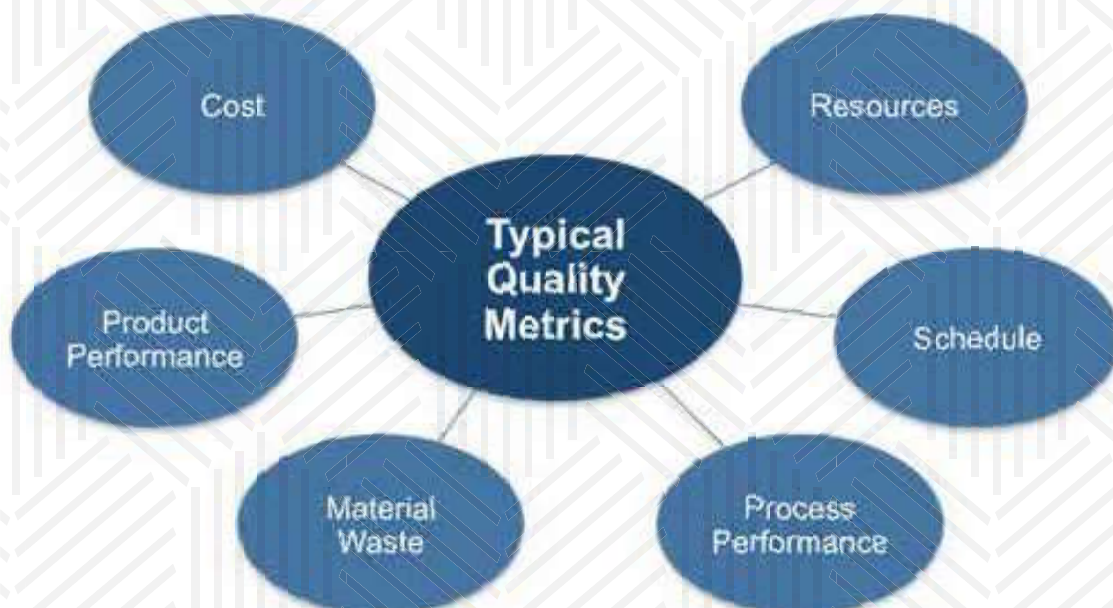 Cost
Resources
Typical
Quality
Metrics
Product
Performance
Schedule
Material
Waste
Process
Performance